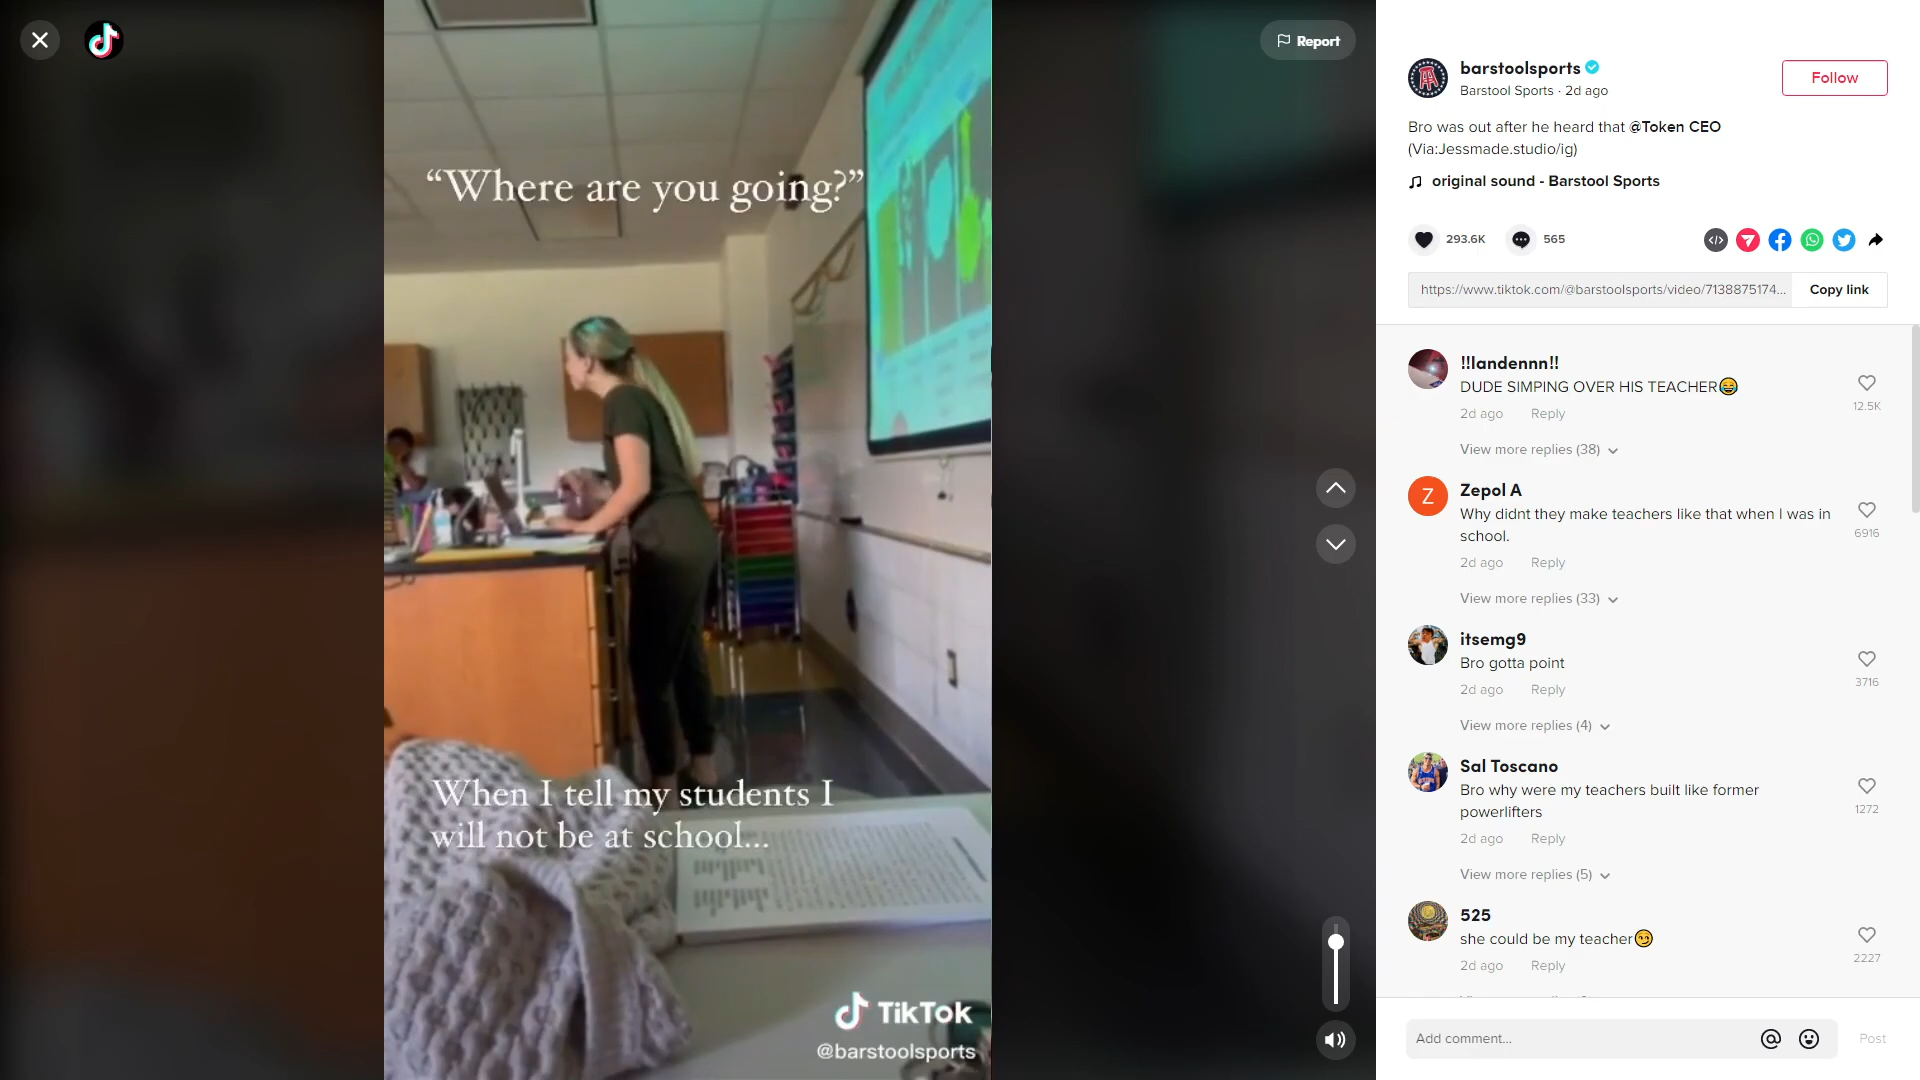 Report
“Where are you going?”
When I tell my students I
will not be at school...
TikTok
@barstoolsports
barstoolsports
Barstool Sports · 2d ago
Follow
Bro was out after he heard that @Token CEO
(Via:Jessmade.studio/ig)
original sound - Barstool Sports
293.6K
565
https://www.tiktok.com/@barstoolsports/video/7138875174...
Copy link
!!landennn!!
DUDE SIMPING OVER HIS TEACHER😂
12.5K
2d ago Reply
View more replies (38)
Z
Zepol A
Why didnt they make teachers like that when I was in
school.
6916
2d ago Reply
View more replies (33)
itsemg9
Bro gotta point
3716
2d ago Reply
View more replies (4)
Sal Toscano
Bro why were my teachers built like former
powerlifters
1272
2d ago Reply
View more replies (5)
525
she could be my teacher😏
2227
2d ago Reply
Add comment...
Post